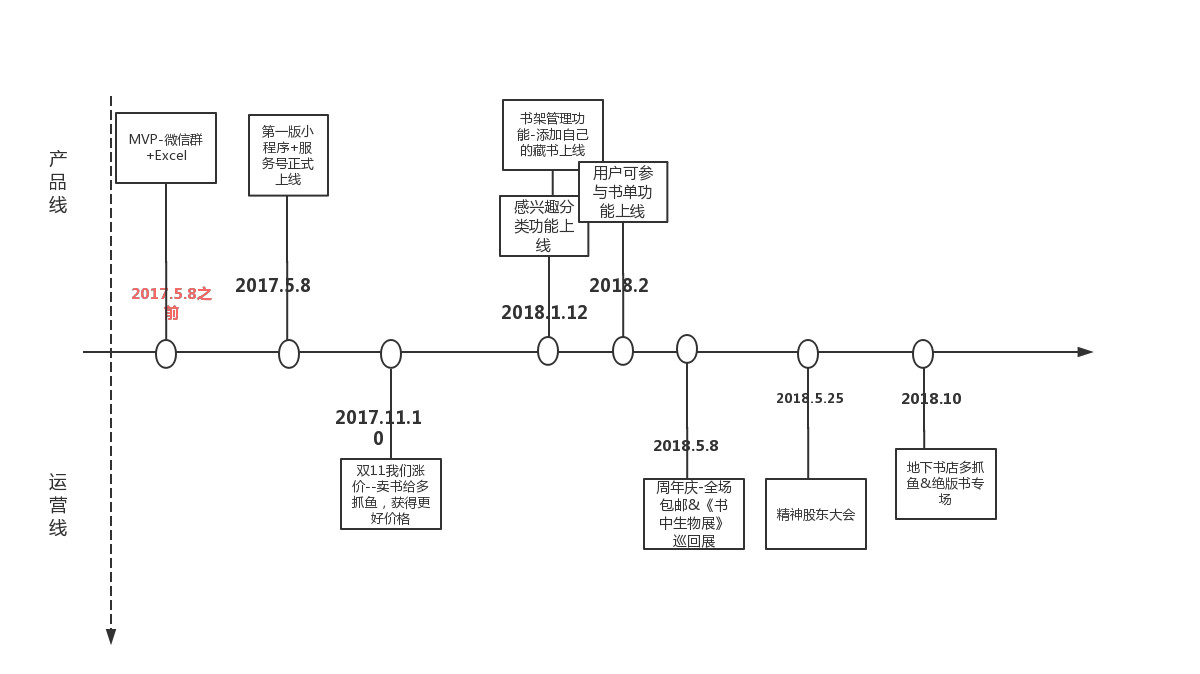 产
品
线
MVP-微信群
+Excel
2017.5.8之
前
第一版小
程序+服
务号正式
上线
2017.5.8
书架管理功
能-添加自己
的藏书上线
感兴趣分
类功能上
线
2018.1.12
用户可参
与书单功
能上线
2018.2
运
营
线
2017.11.1
0
双11我们涨
价--卖书给多
抓鱼，获得更
好价格
2018.5.8
周年庆-全场
包邮&《书
中生物展》
巡回展
2018.5.25
精神股东大会
2018.10
地下书店多抓
鱼&绝版书专
场